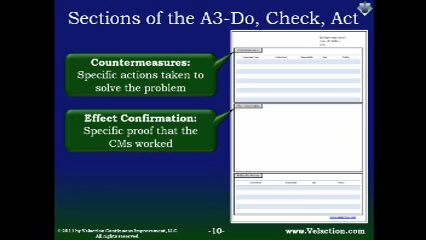 Sections of the A3-Do, Check, Act
Countermeasures:
Specific actions taken to
solve the problem
Effect Confirmation:
Specific proof that the
CMs worked
© 2011 by Velaction Continuous Improvement, LLC
All rights reserved
-10-
www.Velaction.com